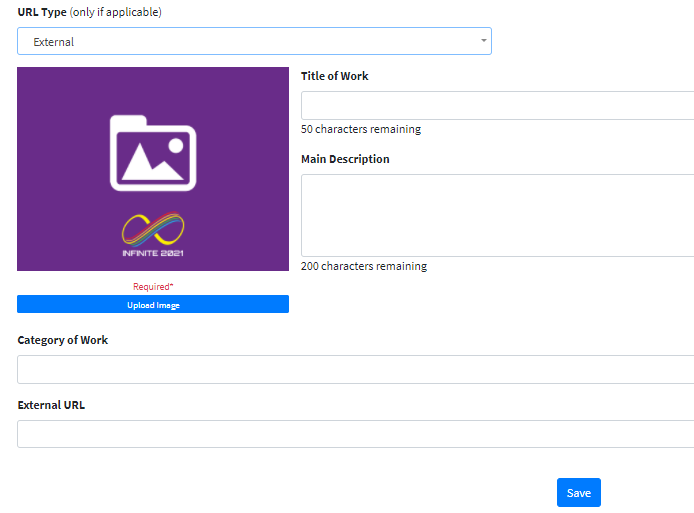 URL Type (only if applicable)
External
INFINITE 2021
Required*
Upload Image
Title of Work
50 characters remaining
Main Description
200 characters remaining
Category of Work
External URL
Save